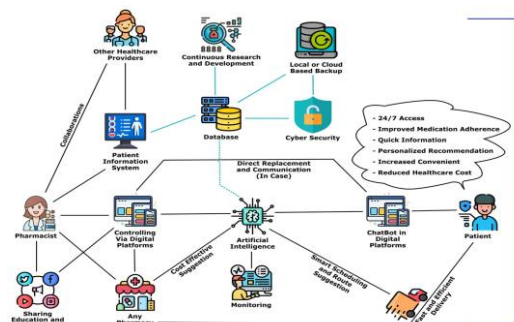 Other Healthcare
Providers
Continuous Research
and Development
Local or Cloud
Based Backup
Collaborations
Patient
Information
System
Database
Cyber Security
- 24/7 Access
- Improved Medication Adherence
- Quick Information
- Personalized Recommendation
- Increased Convenient
- Reduced Healthcare Cost
Direct Replacement
and Communication
(In Case)
Pharmacist
Controlling
Via Digital
Platforms
Artificial
Intelligence
ChatBot in
Digital
Platforms
Patient
Cost Effective
Suggestion
Smart Scheduling
and Route
Suggestion
Fast and Efficient
Delivery
Sharing
Education and
Any
Monitoring